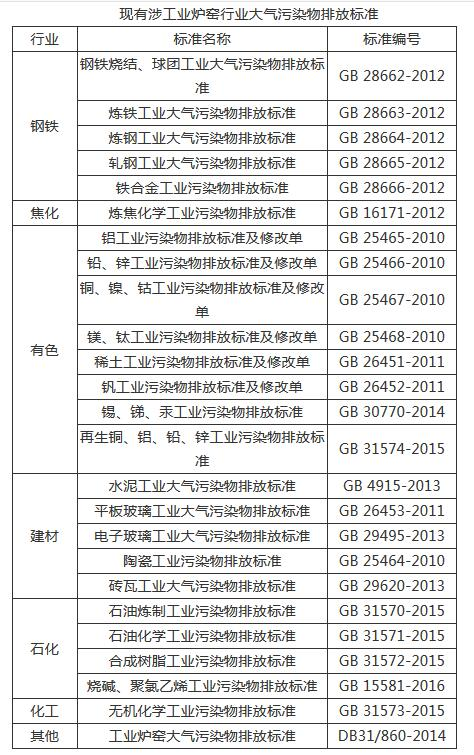 现有涉工业炉窑行业大气污染物排放标准
行业 标准名称 标准编号
钢铁 钢铁烧结、球团工业大气污染物排放标
准 GB 28662-2012
炼铁工业大气污染物排放标准 GB 28663-2012
炼钢工业大气污染物排放标准 GB 28664-2012
轧钢工业大气污染物排放标准 GB 28665-2012
铁合金工业污染物排放标准 GB 28666-2012
焦化 炼焦化学工业污染物排放标准 GB 16171-2012
有色 铝工业污染物排放标准及修改单 GB 25465-2010
铅、锌工业污染物排放标准及修改单 GB 25466-2010
铜、镍、钴工业污染物排放标准及修改
单 GB 25467-2010
镁、钛工业污染物排放标准及修改单 GB 25468-2010
稀土工业污染物排放标准及修改单 GB 26451-2011
钒工业污染物排放标准及修改单 GB 26452-2011
锡、锑、汞工业污染物排放标准 GB 30770-2014
再生铜、铝、铅、锌工业污染物排放标
准 GB 31574-2015
建材 水泥工业大气污染物排放标准 GB 4915-2013
平板玻璃工业大气污染物排放标准 GB 26453-2011
电子玻璃工业大气污染物排放标准 GB 29495-2013
陶瓷工业污染物排放标准 GB 25464-2010
砖瓦工业大气污染物排放标准 GB 29620-2013
石化 石油炼制工业污染物排放标准 GB 31570-2015
石油化学工业污染物排放标准 GB 31571-2015
合成树脂工业污染物排放标准 GB 31572-2015
烧碱、聚氯乙烯工业污染物排放标准 GB 15581-2016
化工 无机化学工业污染物排放标准 GB 31573-2015
其他 工业炉窑大气污染物排放标准 DB31/860-2014